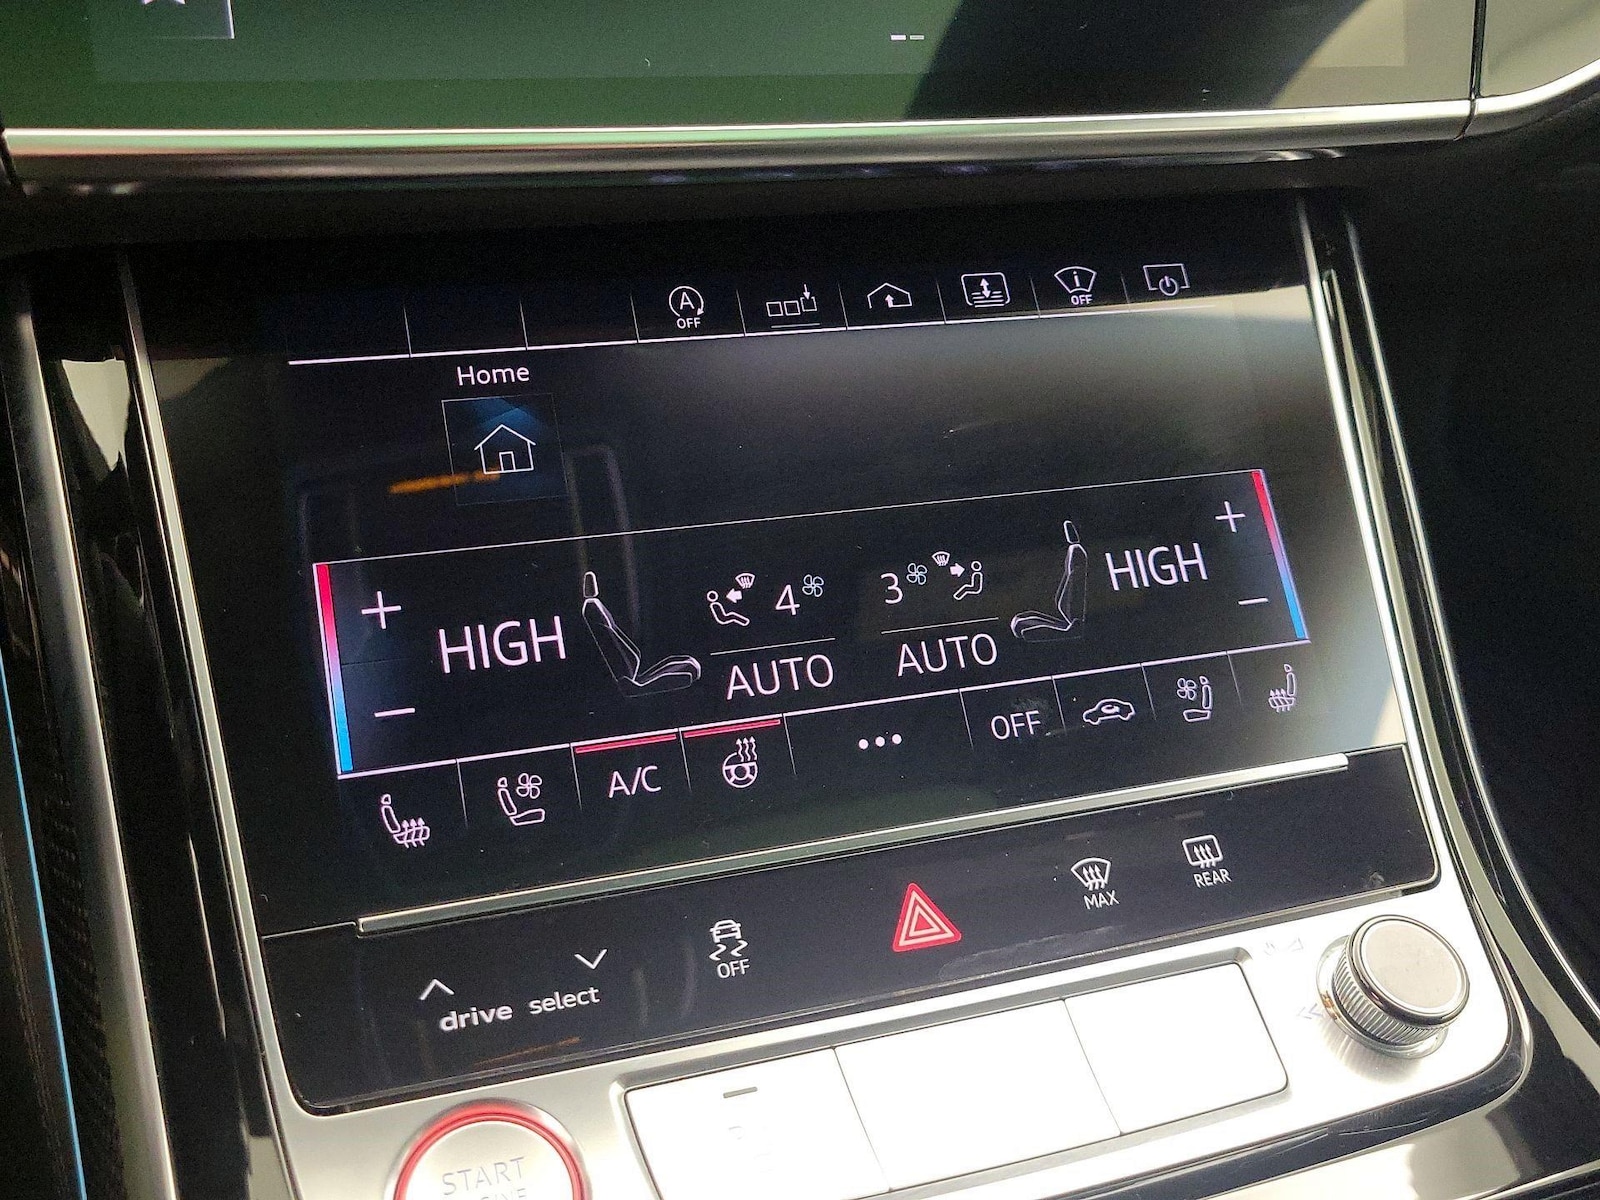 A
OFF
i
OFF
Home
HIGH
4
AUTO
3
AUTO
HIGH
A/C
OFF
MAX
REAR
OFF
drive select
START